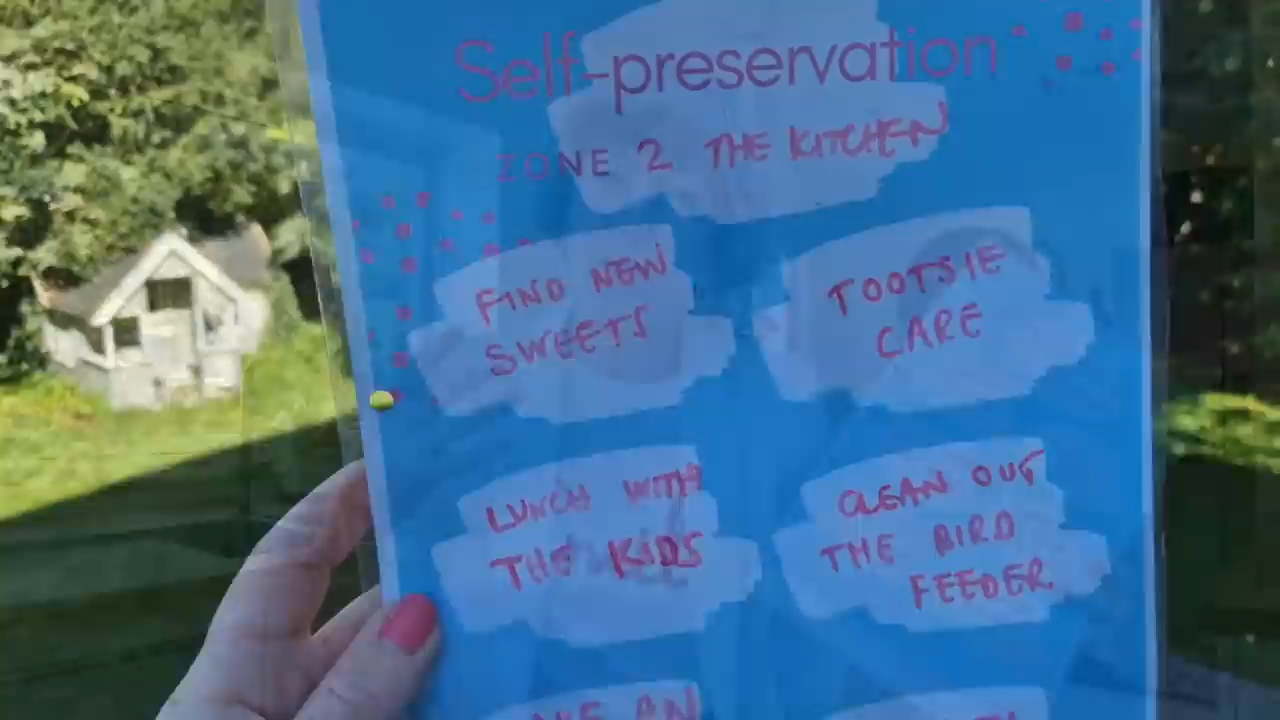 Self-preservation
ZONE 2 THE KITCHEN
FIND NEW
SWEETS
TOOTSIE
CARE
LUNCH WITH
THE KIDS
CLEAN OUT
THE BIRD
FEEDER
AN